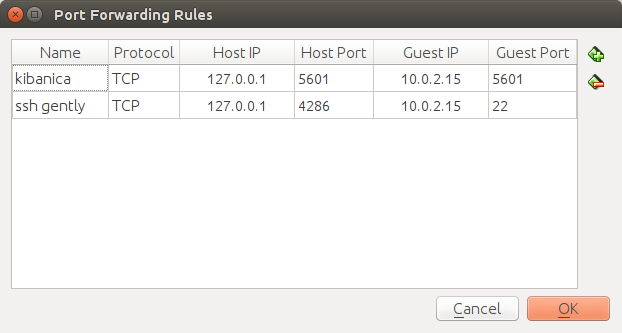 Port Forwarding Rules
Name Protocol Host IP Host Port Guest IP Guest Port
kibanica TCP 127.0.0.1 5601 10.0.2.15 5601
ssh gently TCP 127.0.0.1 4286 10.0.2.15 22
Cancel OK